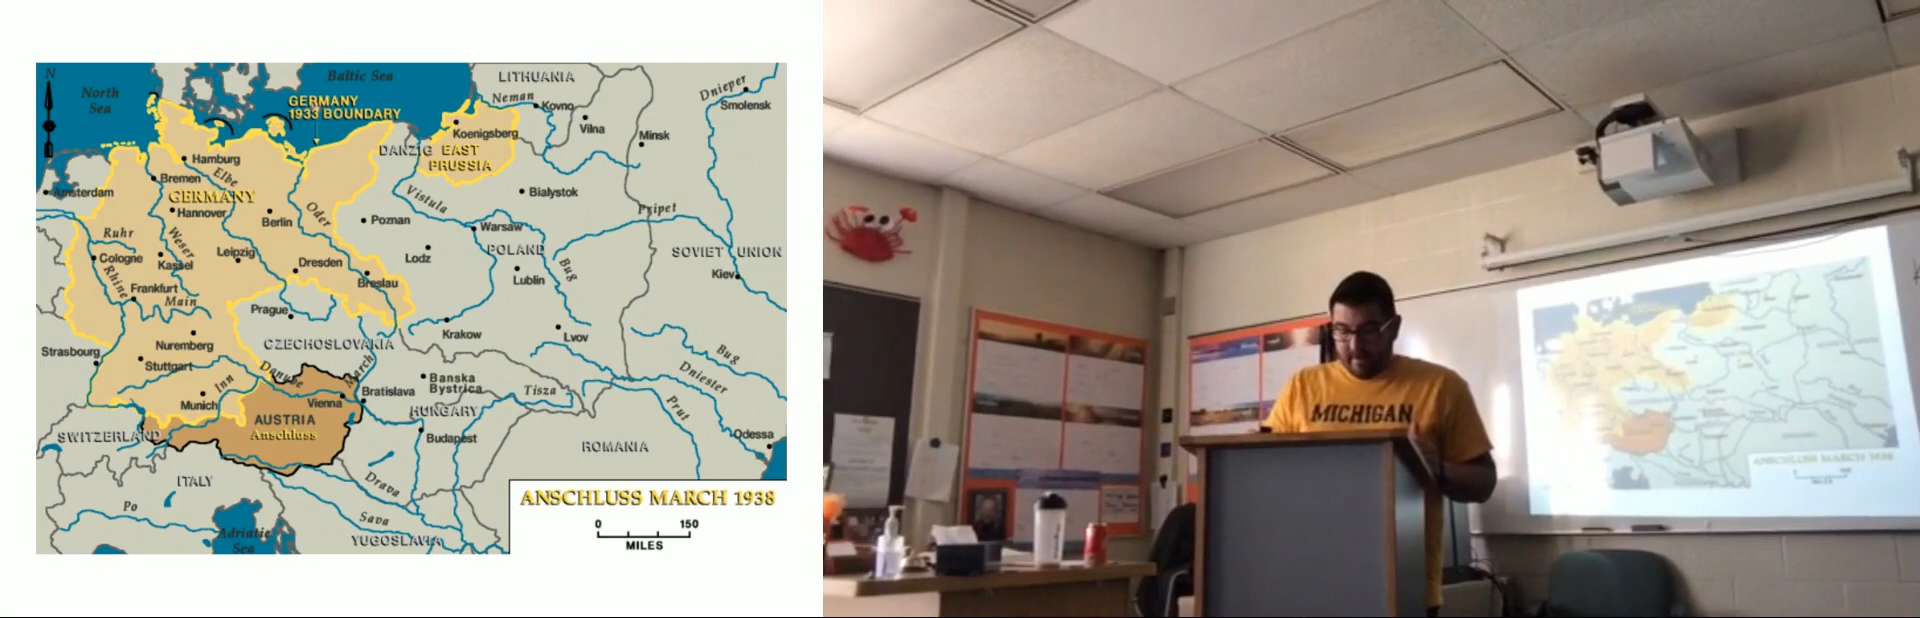 N
North
Sea
Baltic Sea
LITHUANIA
Dnieper
Smolensk
GERMANY
1933 BOUNDARY
Neman
Kovno
Vilna
Koenigsberg
Minsk
DANZIG
EAST
PRUSSIA
Hamburg
Bremen
Elbe
Amsterdam
GERMANY
Hannover
Berlin
Oder
Vistula
Bialystok
Poznan
Pripet
Warsaw
Ruhr
Weser
Leipzig
POLAND
SOVIET UNION
Cologne
Kassel
Dresden
Lodz
Lublin
Bug
Kiev
Rhine
Frankfurt
Main
Breslau
Prague
Krakow
Lvov
Nuremberg
CZECHOSLOVAKIA
Strasbourg
Stuttgart
Danube
March
Bug
Dniester
Inn
Banska
Bystrica
Tisza
Munich
Vienna
Bratislava
Prut
AUSTRIA
Anschluss
HUNGARY
SWITZERLAND
Budapest
Odessa
ROMANIA
ITALY
Drava
Po
Sava
Adriatic
Sea
YUGOSLAVIA
ANSCHLUSS MARCH 1938
0 150
MILES
MICHIGAN
ANSCHLUSS MARCH 1938